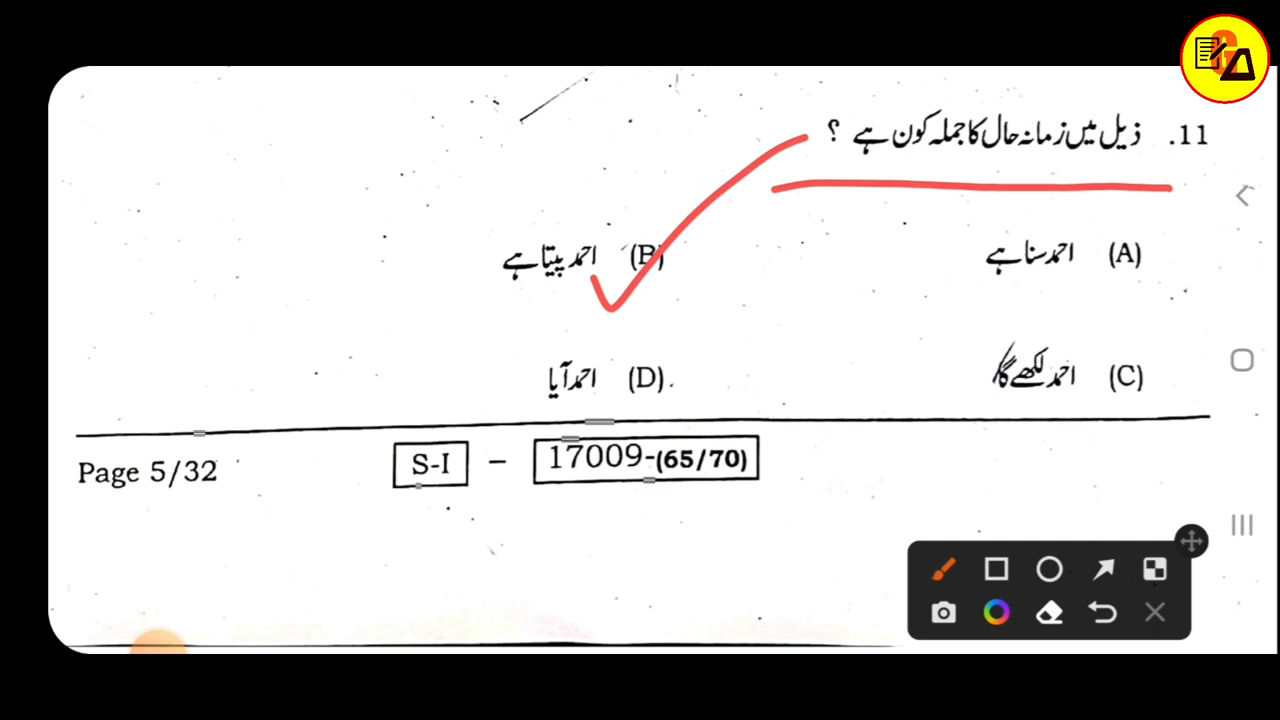 11. ذیل میں زمانہ حال کا جملہ کون ہے ؟
(A) احمد سنا ہے (B) احمد پیتا ہے
(C) احمد لکھے گا (D) احمد آیا
Page 5/32 S-I – 17009-(65/70)